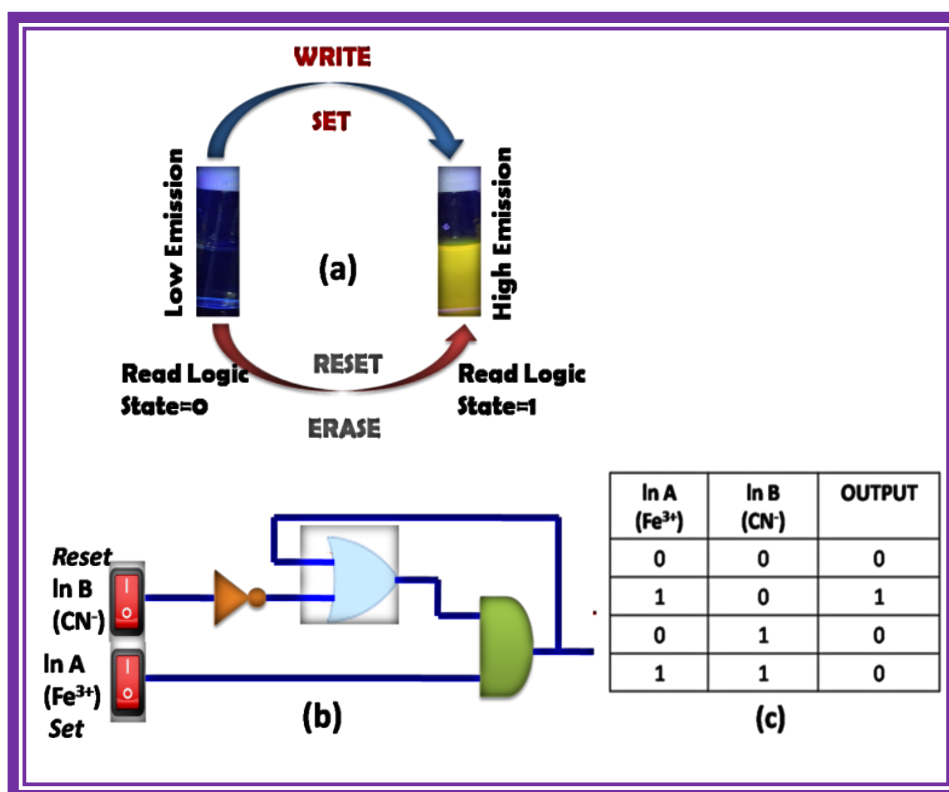 WRITE
SET
Low Emission
High Emission
(a)
RESET
ERASE
Read Logic
State=0
Read Logic
State=1
Reset
In B
(CN⁻)
I
O
In A
(Fe³⁺)
Set
I
O
(b)
In A
(Fe³⁺)
In B
(CN⁻)
OUTPUT
0 0 0
1 0 1
0 1 0
1 1 0
(c)